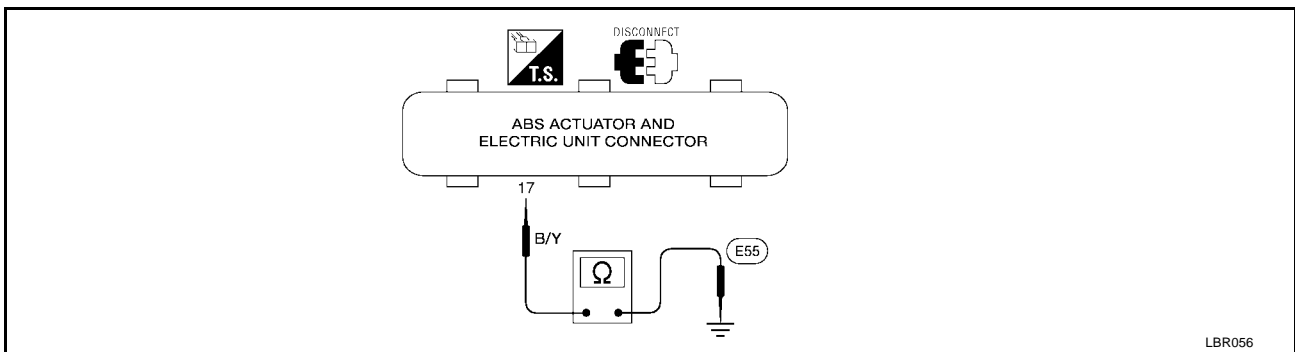 DISCONNECT
T.S.
ABS ACTUATOR AND
ELECTRIC UNIT CONNECTOR
17
B/Y
Ω
E55
LBR056